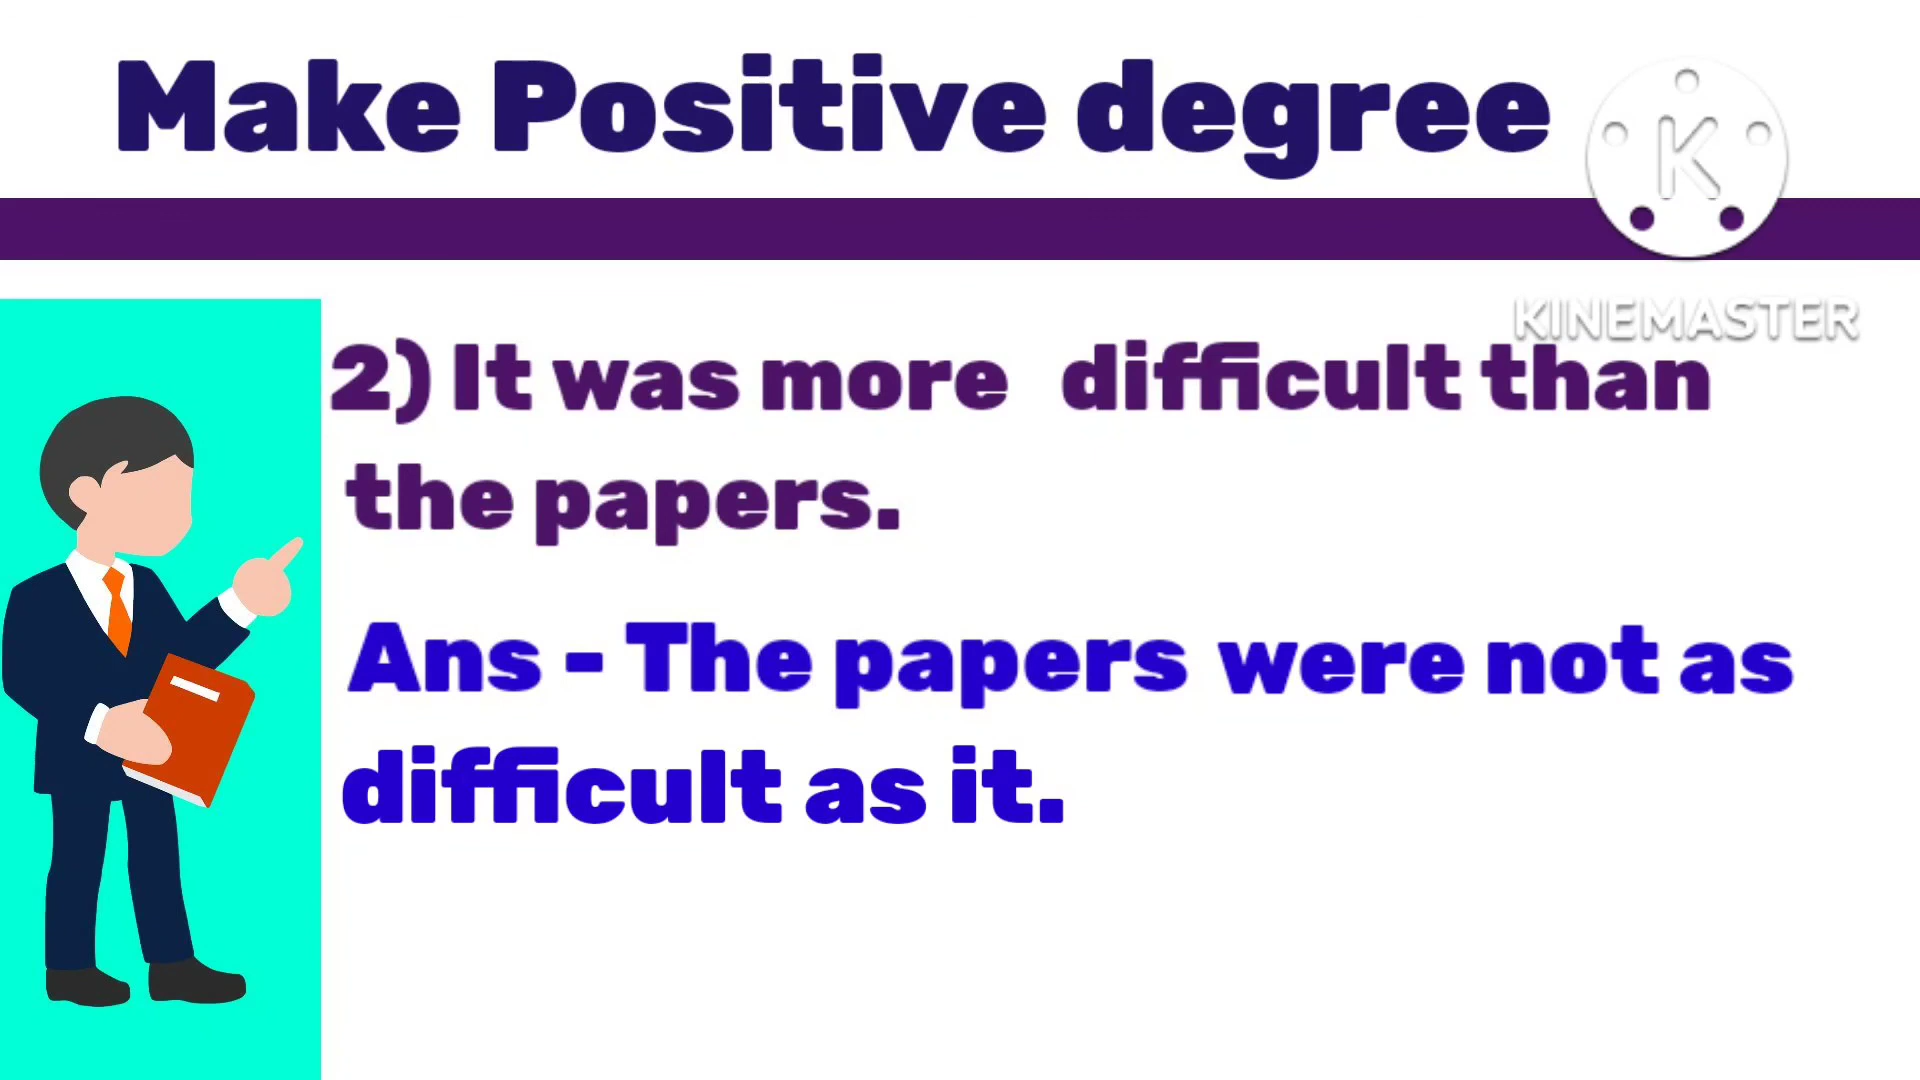 Make Positive degree
K
KINEMASTER
2) It was more difficult than
the papers.
Ans - The papers were not as
difficult as it.